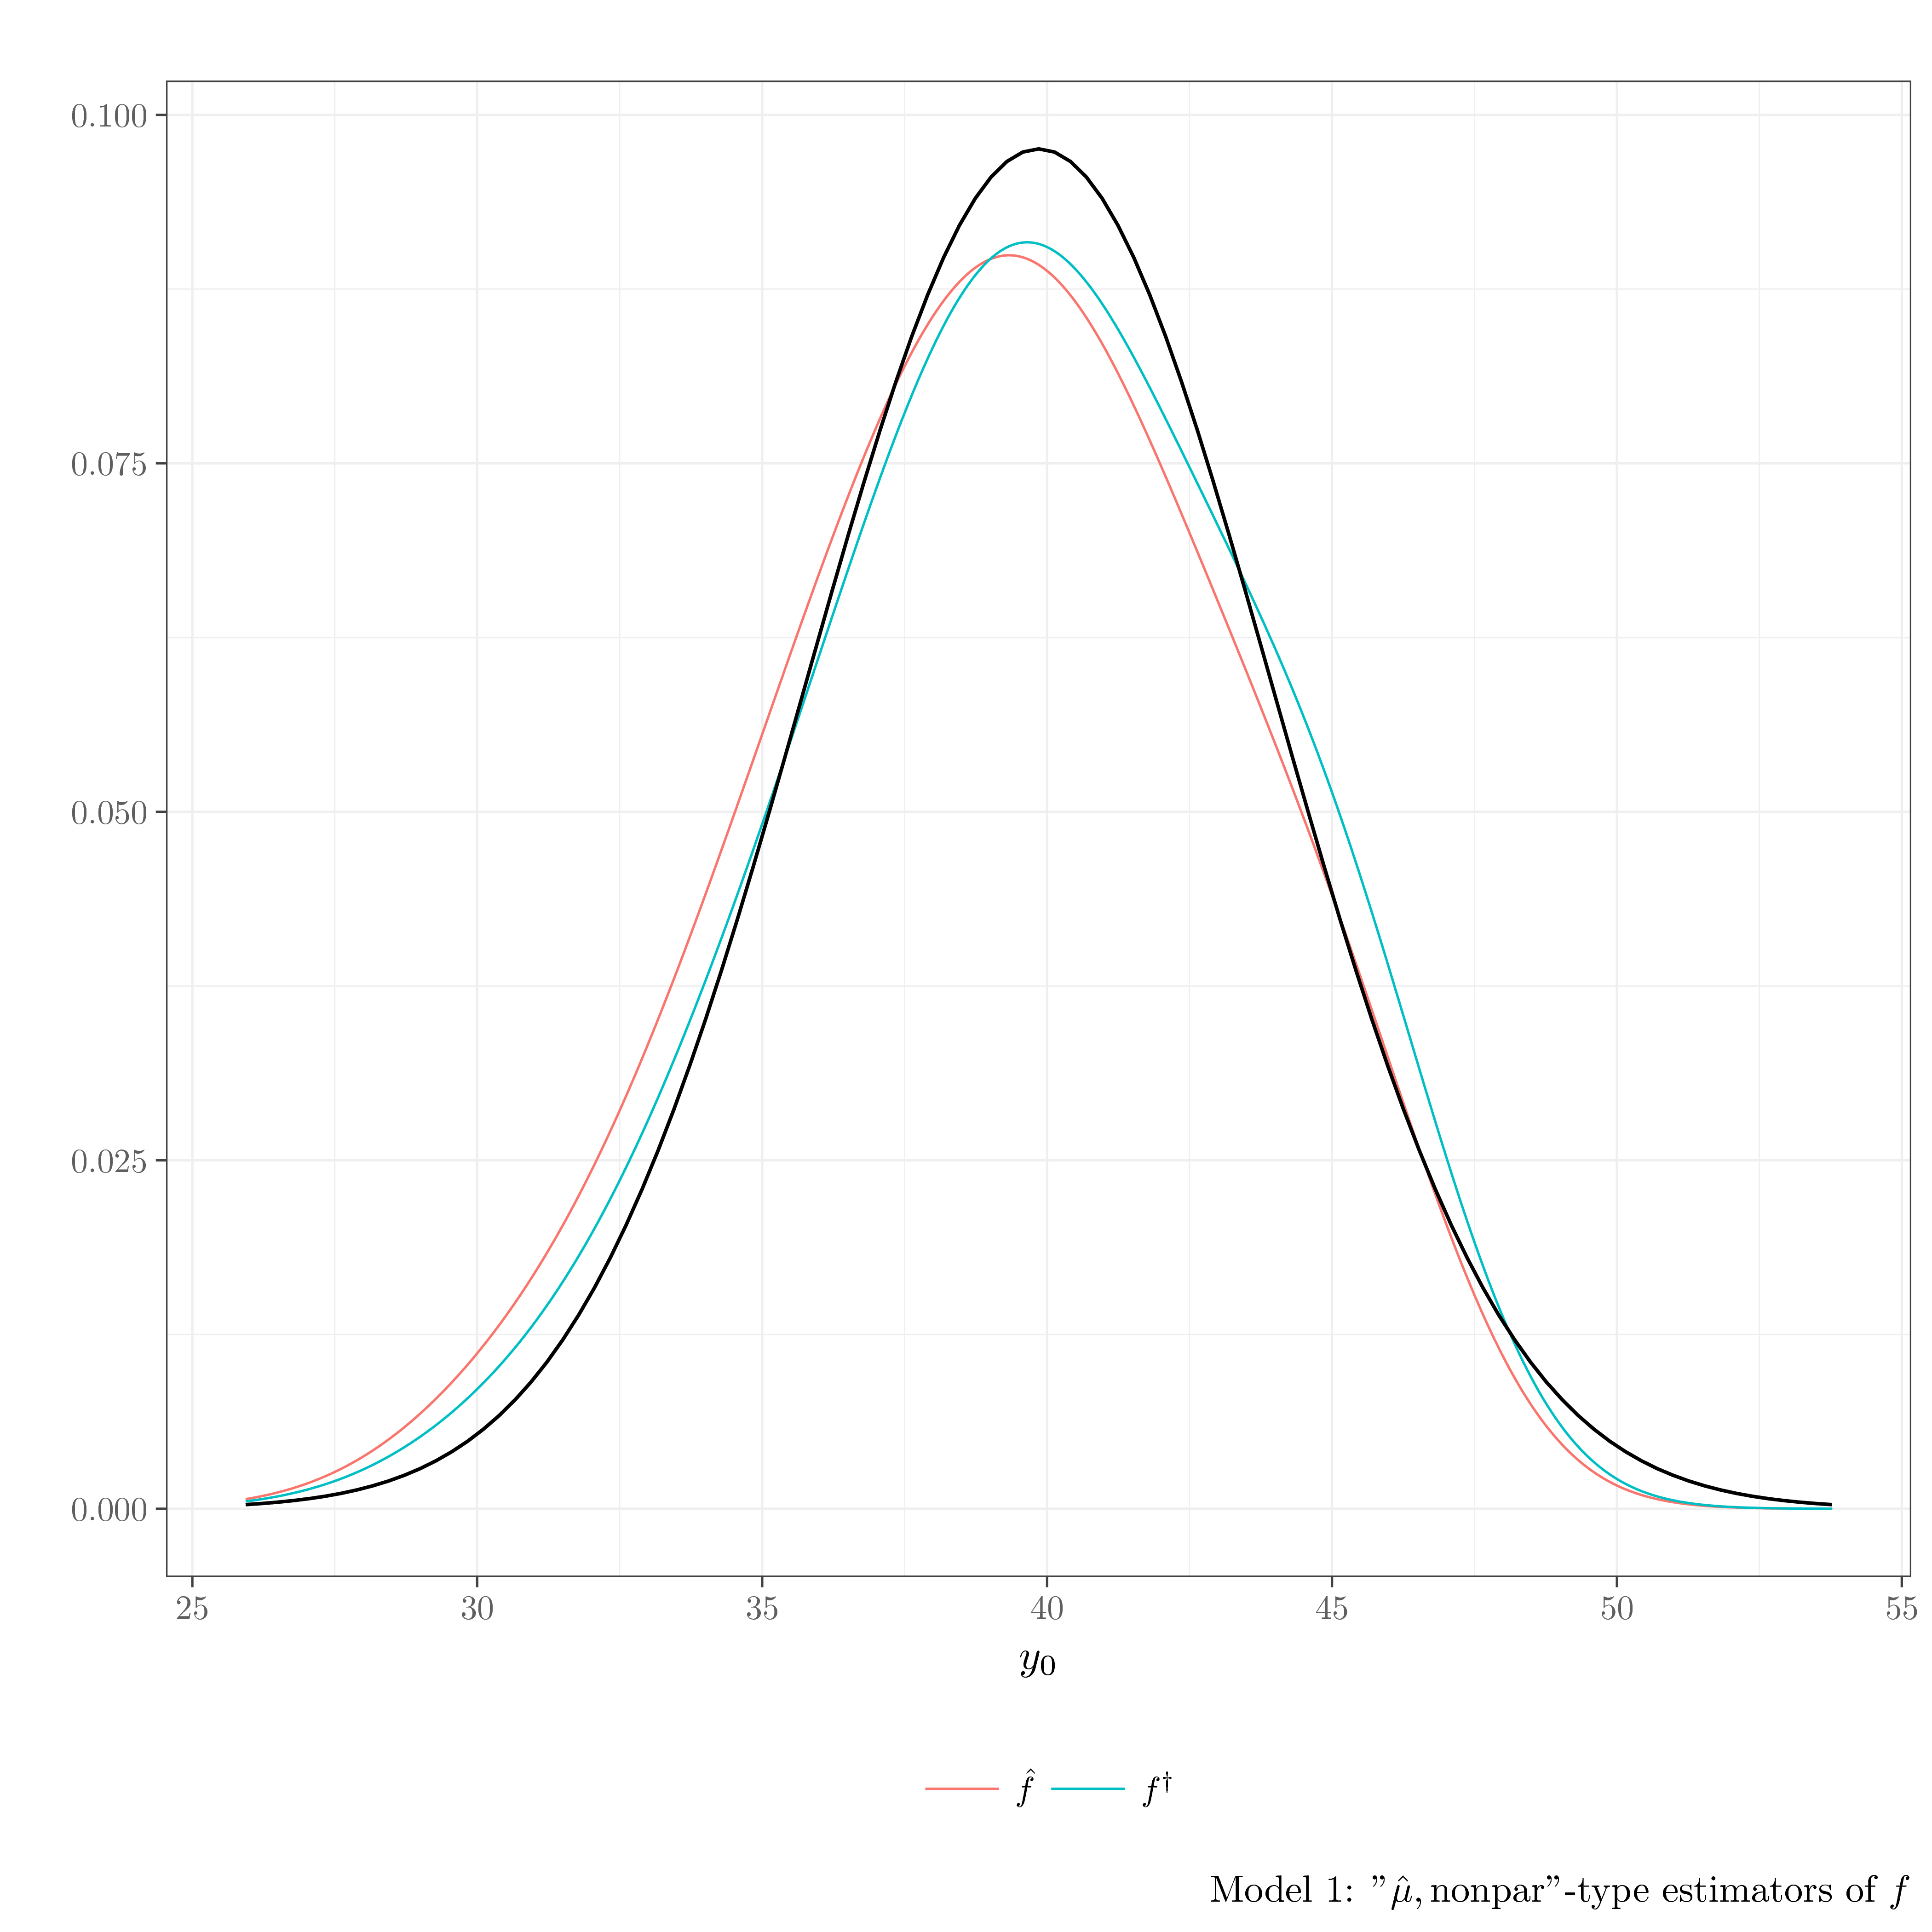 0.100
0.075
0.050
0.025
0.000
25 30 35 40 45 50 55
y₀
f̂ f†
Model 1: ”μ̂, nonpar”-type estimators of f